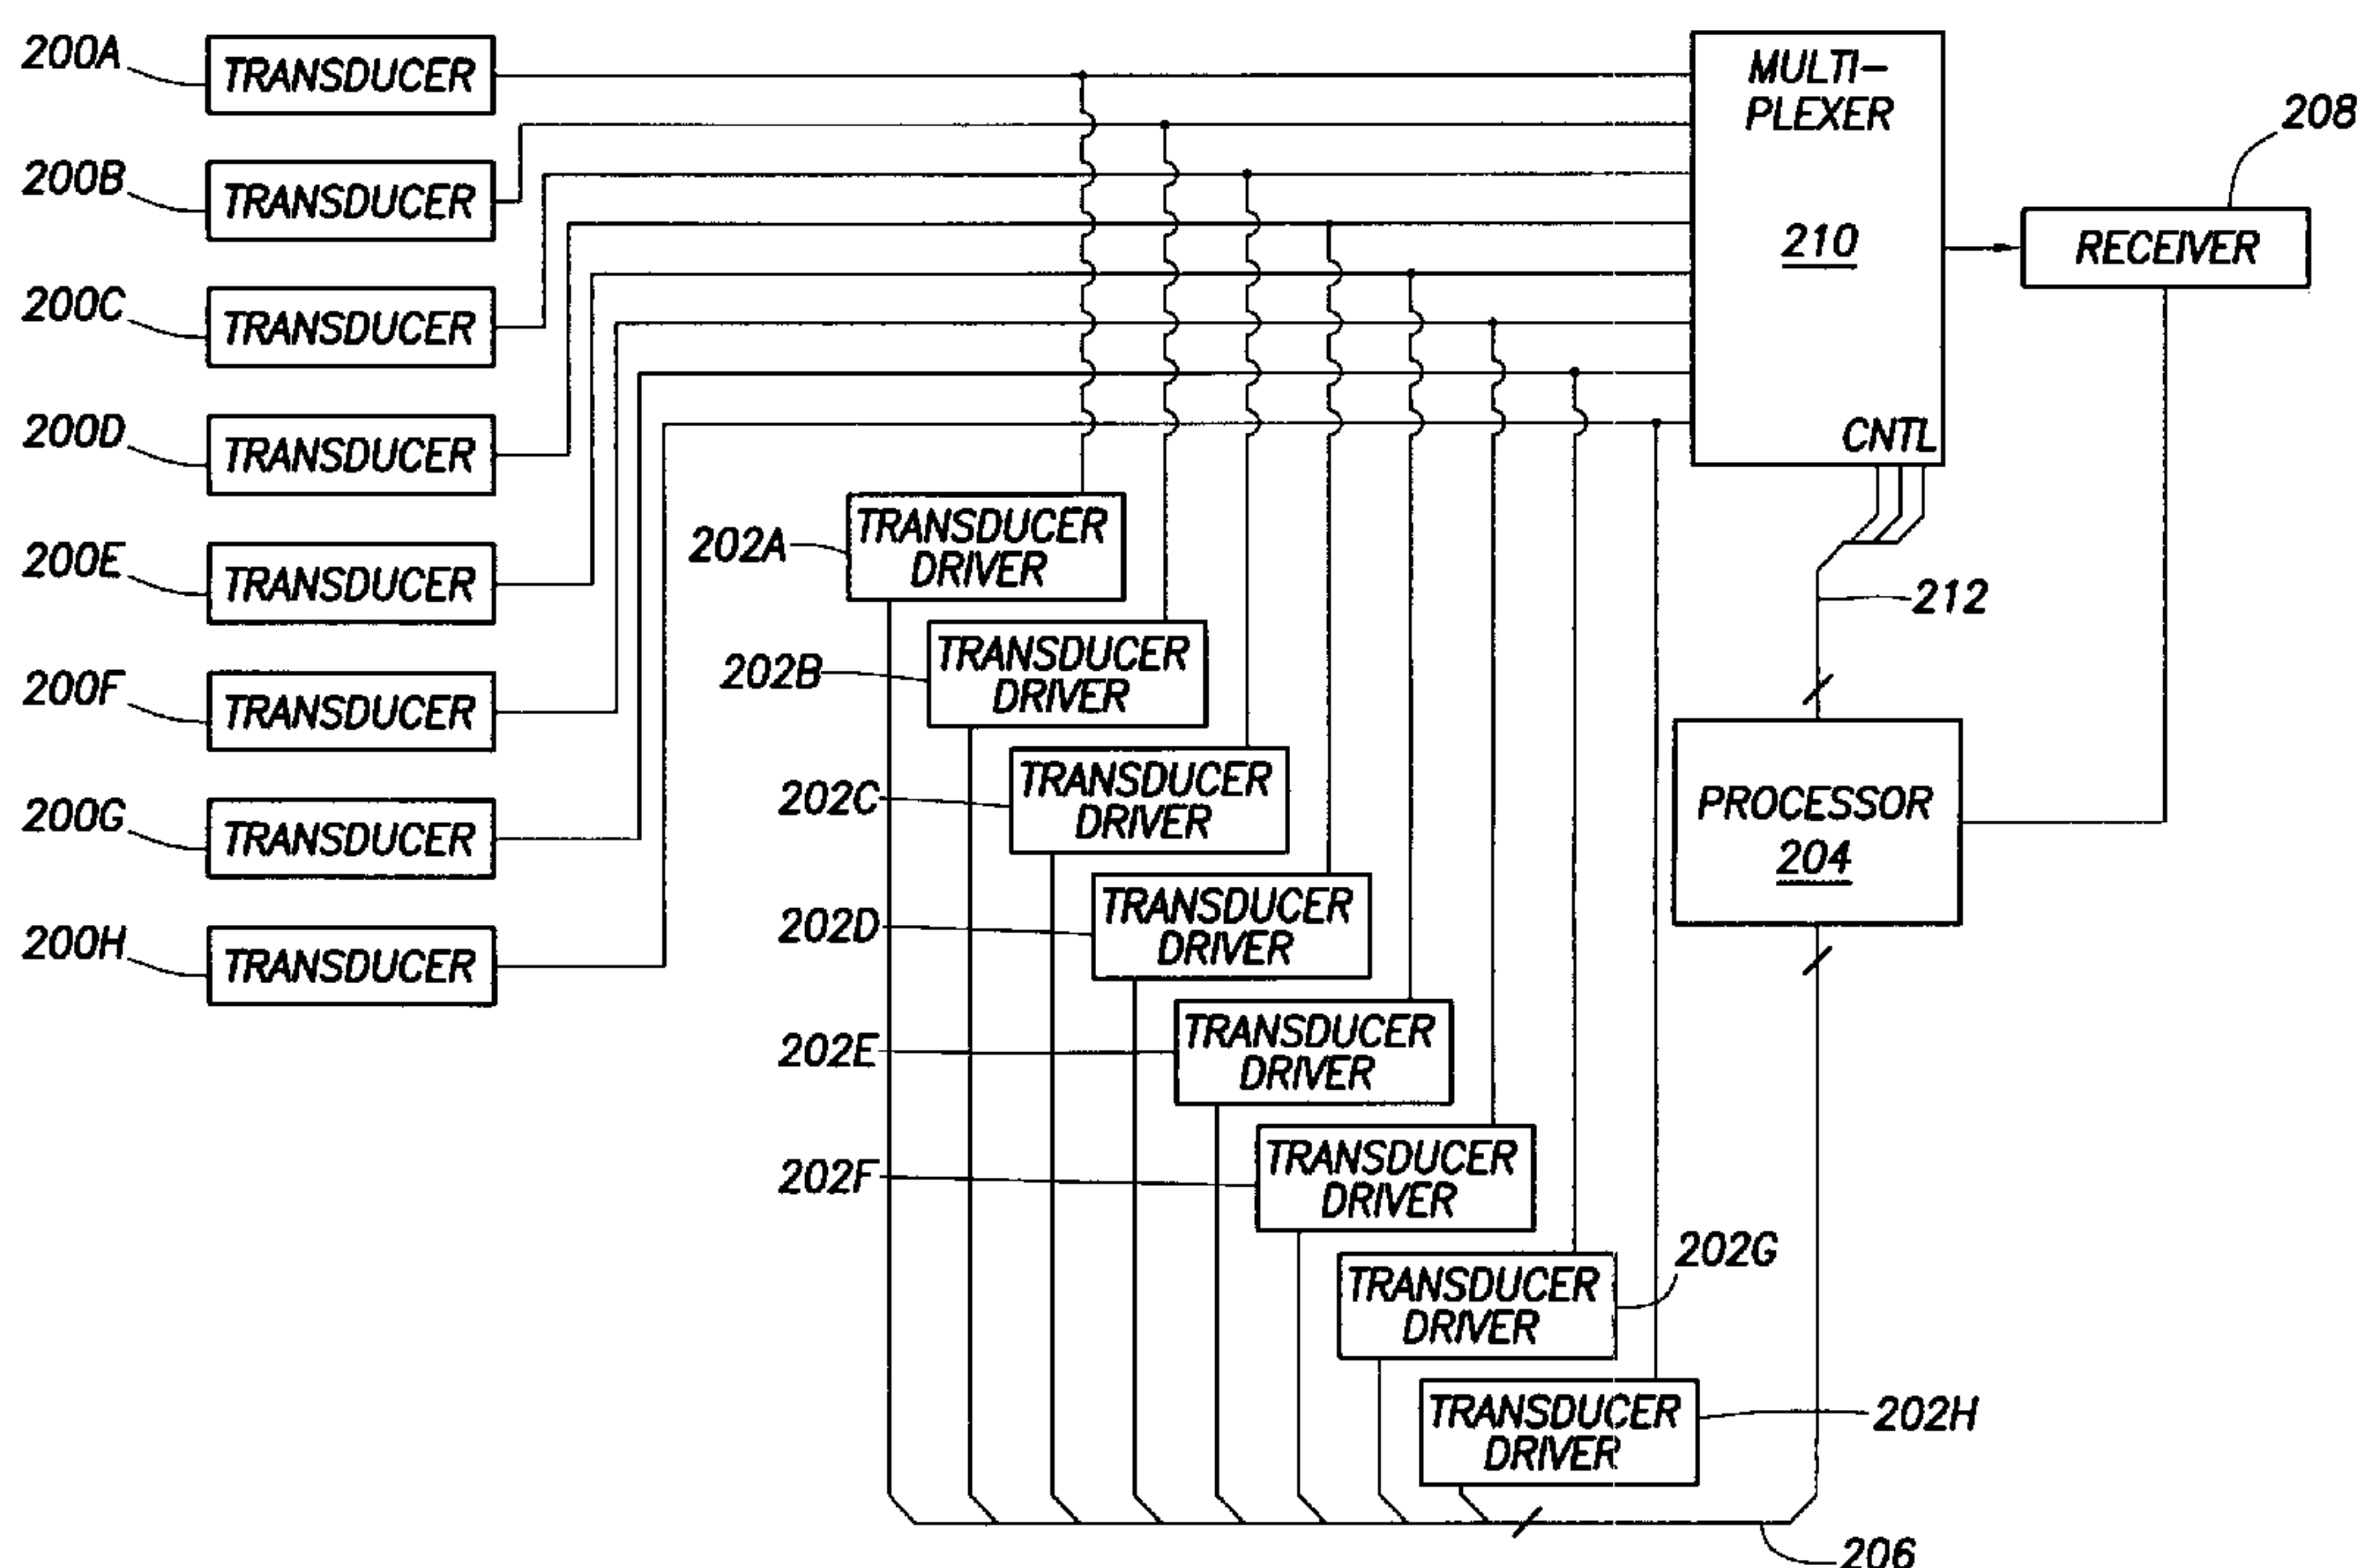 200A
TRANSDUCER
200B
TRANSDUCER
200C
TRANSDUCER
200D
TRANSDUCER
200E
TRANSDUCER
200F
TRANSDUCER
200G
TRANSDUCER
200H
TRANSDUCER
MULTI-
PLEXER
210
CNTL
208
RECEIVER
212
PROCESSOR
204
202A
TRANSDUCER
DRIVER
202B
TRANSDUCER
DRIVER
202C
TRANSDUCER
DRIVER
202D
TRANSDUCER
DRIVER
202E
TRANSDUCER
DRIVER
202F
TRANSDUCER
DRIVER
202G
TRANSDUCER
DRIVER
202H
TRANSDUCER
DRIVER
206